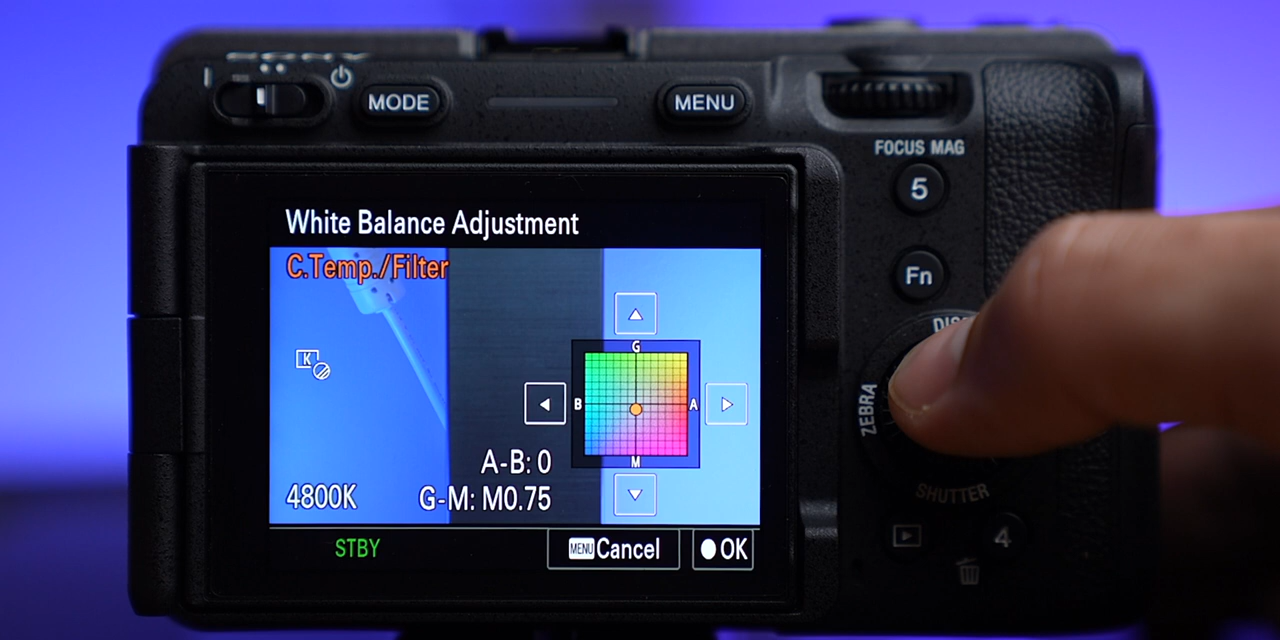 SONY
MODE
MENU
FOCUS MAG
5
Fn
ZEBRA
SHUTTER
4
White Balance Adjustment
C.Temp./Filter
K
G
B
A
M
A-B: 0
4800K
G-M: M0.75
STBY
MENU Cancel
OK